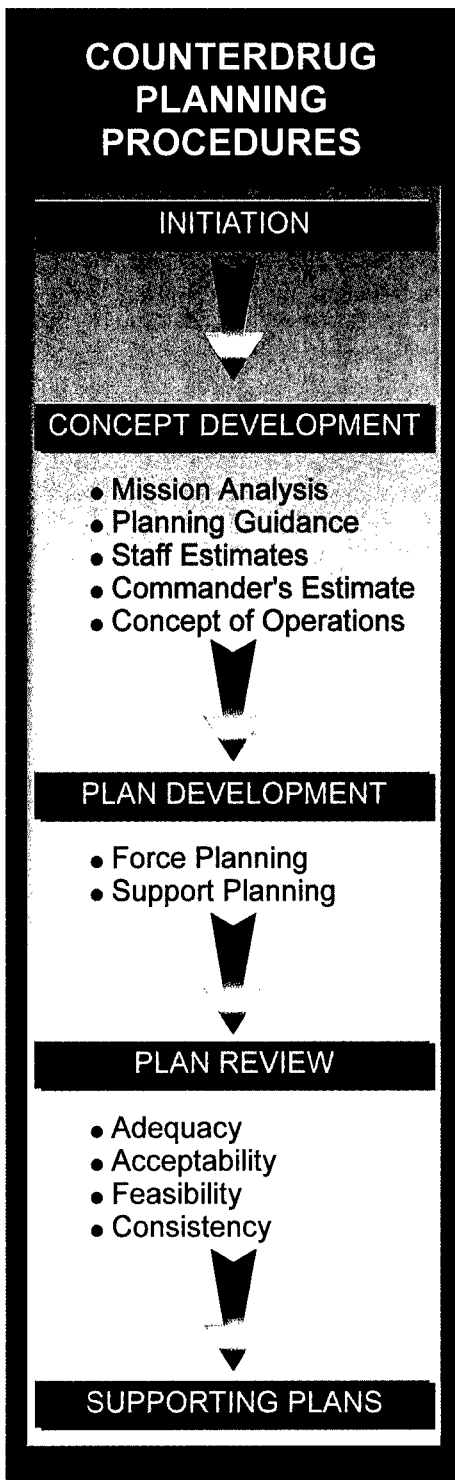 COUNTERDRUG
PLANNING
PROCEDURES
INITIATION
CONCEPT DEVELOPMENT
• Mission Analysis
• Planning Guidance
• Staff Estimates
• Commander's Estimate
• Concept of Operations
PLAN DEVELOPMENT
• Force Planning
• Support Planning
PLAN REVIEW
• Adequacy
• Acceptability
• Feasibility
• Consistency
SUPPORTING PLANS